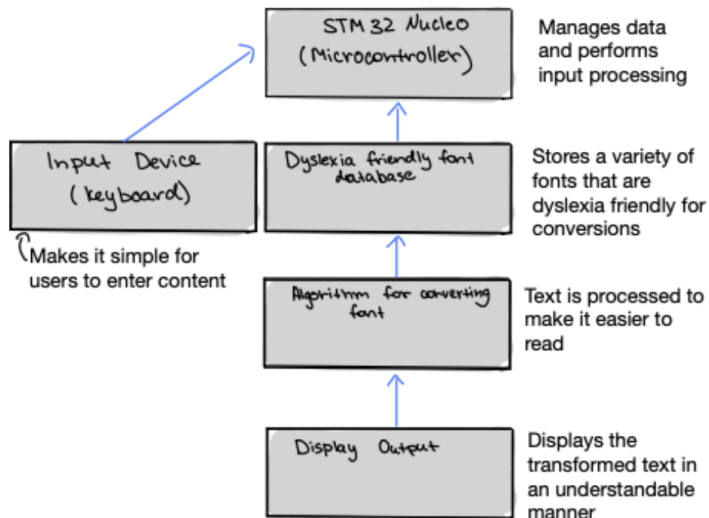 STM 32 Nucleo
(Microcontroller)
Manages data
and performs
input processing
Input Device
(keyboard)
Makes it simple for
users to enter content
Dyslexia friendly font
database
Stores a variety of
fonts that are
dyslexia friendly for
conversions
Algorithm for converting
font
Text is processed to
make it easier to
read
Display Output
Displays the
transformed text in
an understandable
manner